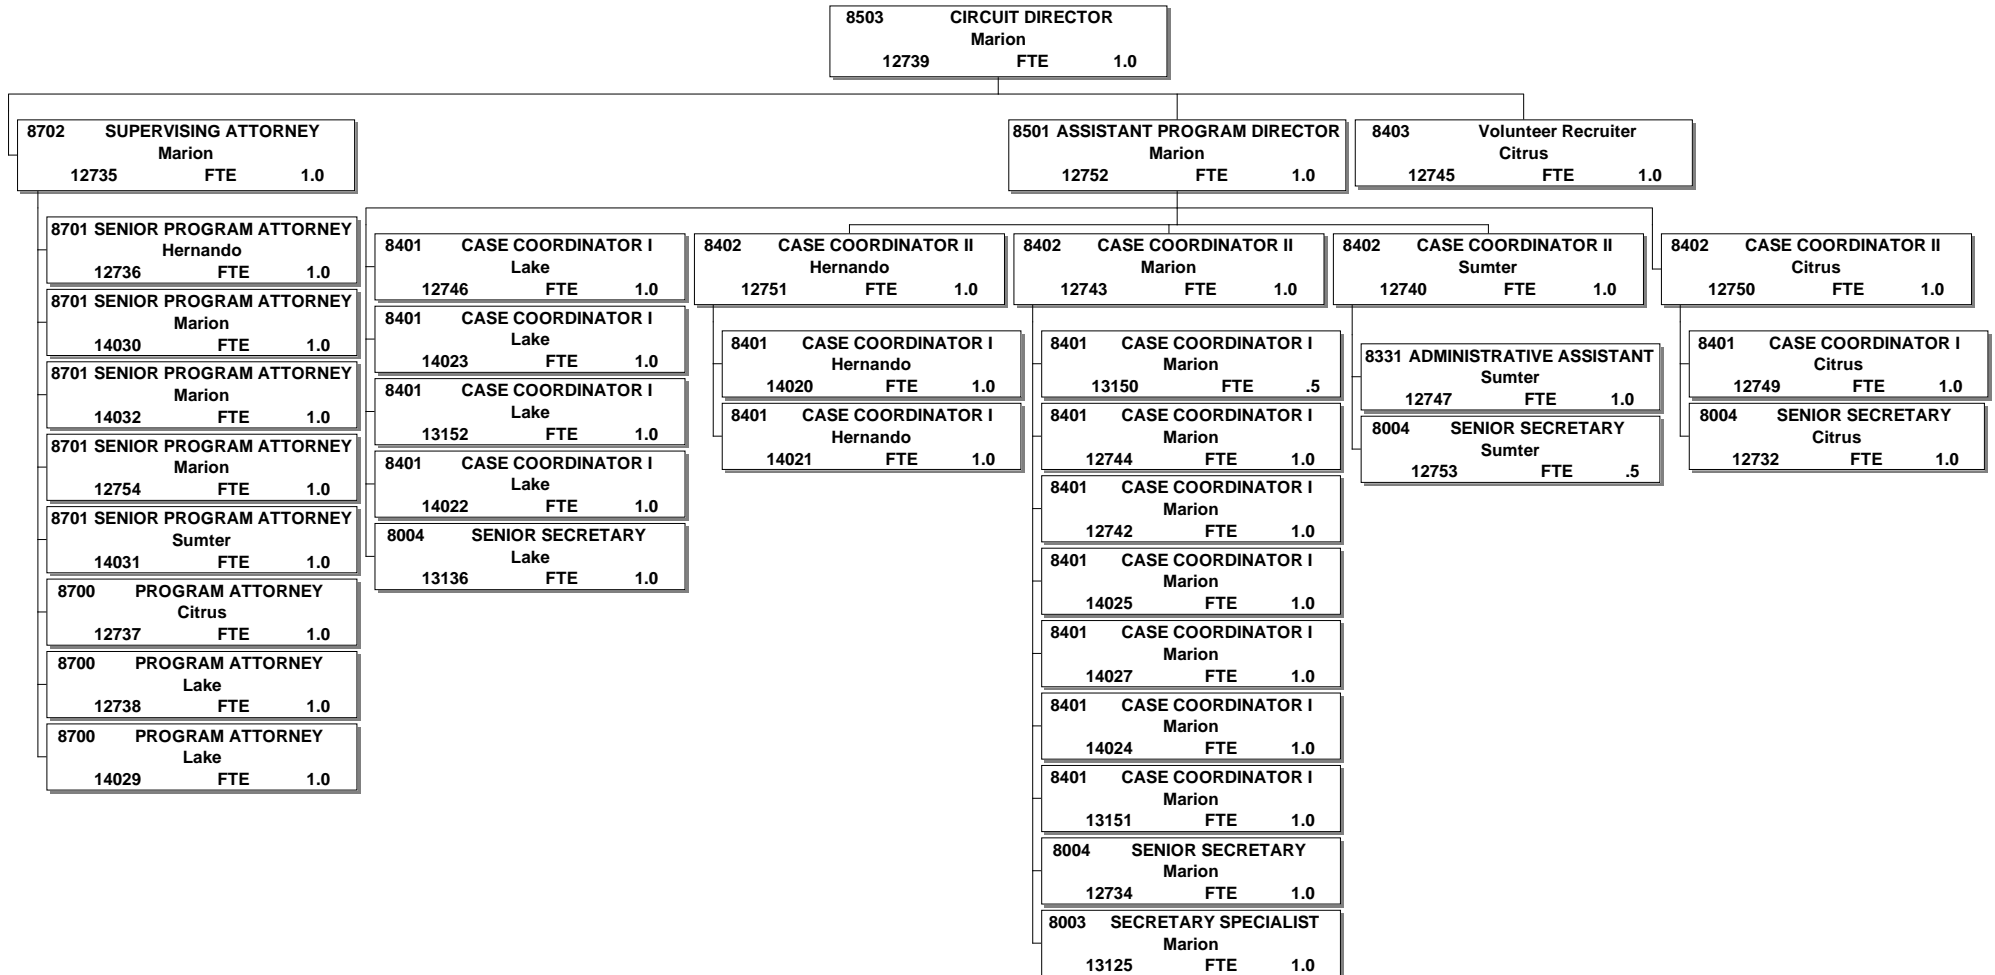 8503 CIRCUIT DIRECTOR
Marion
12739 FTE 1.0
8702 SUPERVISING ATTORNEY
Marion
12735 FTE 1.0
8501 ASSISTANT PROGRAM DIRECTOR
Marion
12752 FTE 1.0
8403 Volunteer Recruiter
Citrus
12745 FTE 1.0
8701 SENIOR PROGRAM ATTORNEY
Hernando
12736 FTE 1.0
8701 SENIOR PROGRAM ATTORNEY
Marion
14030 FTE 1.0
8701 SENIOR PROGRAM ATTORNEY
Marion
14032 FTE 1.0
8701 SENIOR PROGRAM ATTORNEY
Marion
12754 FTE 1.0
8701 SENIOR PROGRAM ATTORNEY
Sumter
14031 FTE 1.0
8700 PROGRAM ATTORNEY
Citrus
12737 FTE 1.0
8700 PROGRAM ATTORNEY
Lake
12738 FTE 1.0
8700 PROGRAM ATTORNEY
Lake
14029 FTE 1.0
8401 CASE COORDINATOR I
Lake
12746 FTE 1.0
8401 CASE COORDINATOR I
Lake
14023 FTE 1.0
8401 CASE COORDINATOR I
Lake
13152 FTE 1.0
8401 CASE COORDINATOR I
Lake
14022 FTE 1.0
8004 SENIOR SECRETARY
Lake
13136 FTE 1.0
8402 CASE COORDINATOR II
Hernando
12751 FTE 1.0
8401 CASE COORDINATOR I
Hernando
14020 FTE 1.0
8401 CASE COORDINATOR I
Hernando
14021 FTE 1.0
8402 CASE COORDINATOR II
Marion
12743 FTE 1.0
8401 CASE COORDINATOR I
Marion
13150 FTE .5
8401 CASE COORDINATOR I
Marion
12744 FTE 1.0
8401 CASE COORDINATOR I
Marion
12742 FTE 1.0
8401 CASE COORDINATOR I
Marion
14025 FTE 1.0
8401 CASE COORDINATOR I
Marion
14027 FTE 1.0
8401 CASE COORDINATOR I
Marion
14024 FTE 1.0
8401 CASE COORDINATOR I
Marion
13151 FTE 1.0
8004 SENIOR SECRETARY
Marion
12734 FTE 1.0
8003 SECRETARY SPECIALIST
Marion
13125 FTE 1.0
8402 CASE COORDINATOR II
Sumter
12740 FTE 1.0
8331 ADMINISTRATIVE ASSISTANT
Sumter
12747 FTE 1.0
8004 SENIOR SECRETARY
Sumter
12753 FTE .5
8402 CASE COORDINATOR II
Citrus
12750 FTE 1.0
8401 CASE COORDINATOR I
Citrus
12749 FTE 1.0
8004 SENIOR SECRETARY
Citrus
12732 FTE 1.0